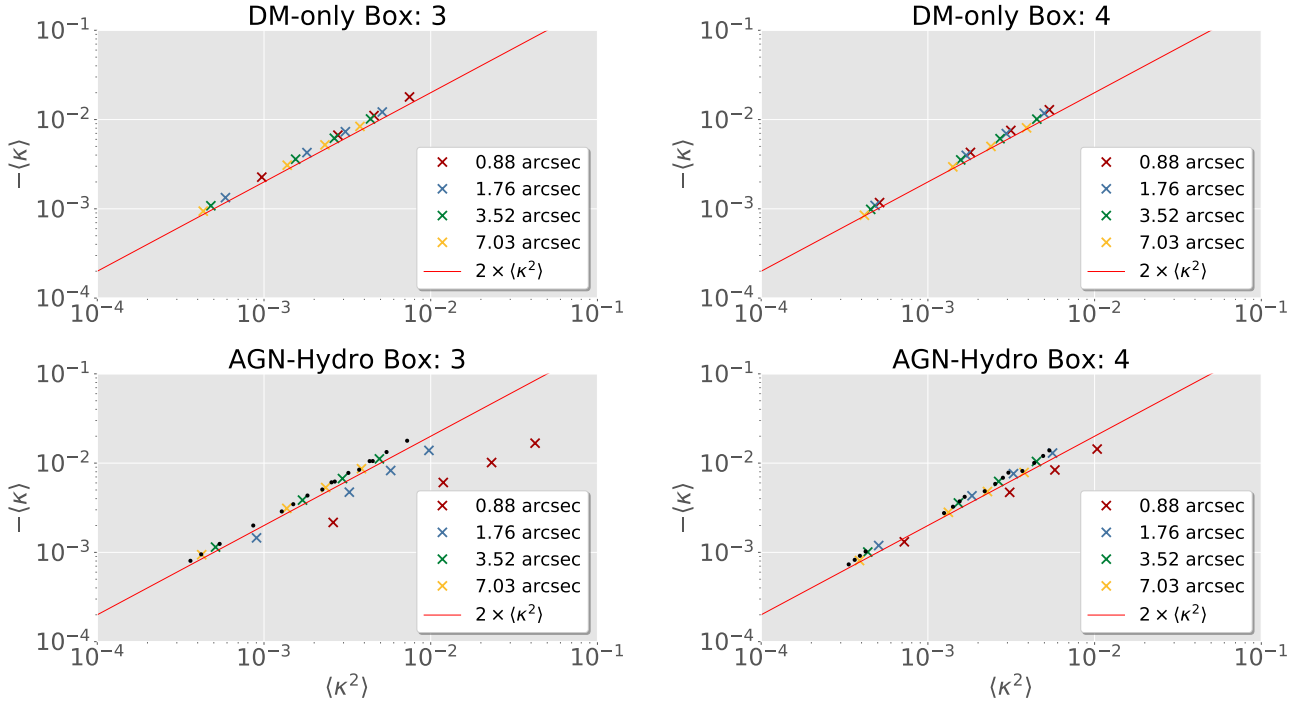 DM-only Box: 3
10⁻¹
10⁻²
10⁻³
10⁻⁴
−⟨κ⟩
0.88 arcsec
1.76 arcsec
3.52 arcsec
7.03 arcsec
2 × ⟨κ²⟩
10⁻⁴ 10⁻³ 10⁻² 10⁻¹
DM-only Box: 4
10⁻¹
10⁻²
10⁻³
10⁻⁴
−⟨κ⟩
0.88 arcsec
1.76 arcsec
3.52 arcsec
7.03 arcsec
2 × ⟨κ²⟩
10⁻⁴ 10⁻³ 10⁻² 10⁻¹
AGN-Hydro Box: 3
10⁻¹
10⁻²
10⁻³
10⁻⁴
−⟨κ⟩
0.88 arcsec
1.76 arcsec
3.52 arcsec
7.03 arcsec
2 × ⟨κ²⟩
10⁻⁴ 10⁻³ 10⁻² 10⁻¹
⟨κ²⟩
AGN-Hydro Box: 4
10⁻¹
10⁻²
10⁻³
10⁻⁴
−⟨κ⟩
0.88 arcsec
1.76 arcsec
3.52 arcsec
7.03 arcsec
2 × ⟨κ²⟩
10⁻⁴ 10⁻³ 10⁻² 10⁻¹
⟨κ²⟩